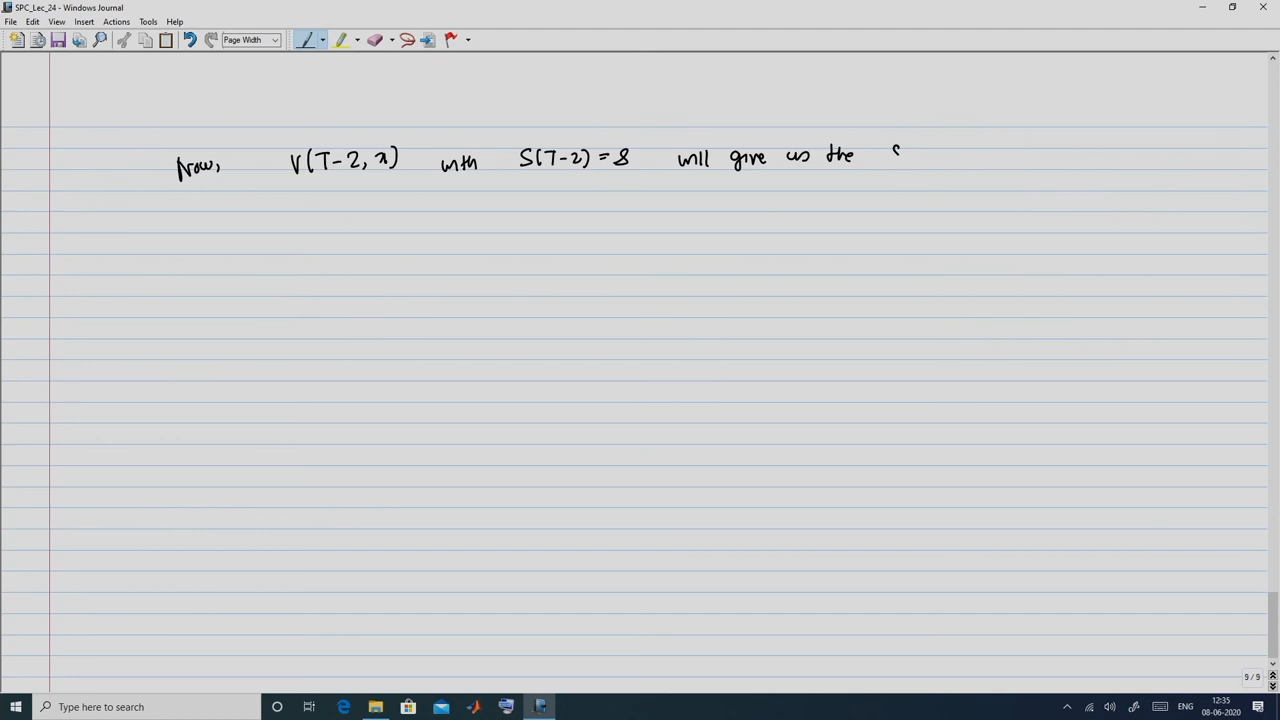 SPC_Lec_24 - Windows Journal
File Edit View Insert Actions Tools Help
Page Width
Now, V(T-2, x) with S(T-2) = s will give us the
9 / 9
Type here to search
ENG
12:35
08-06-2020